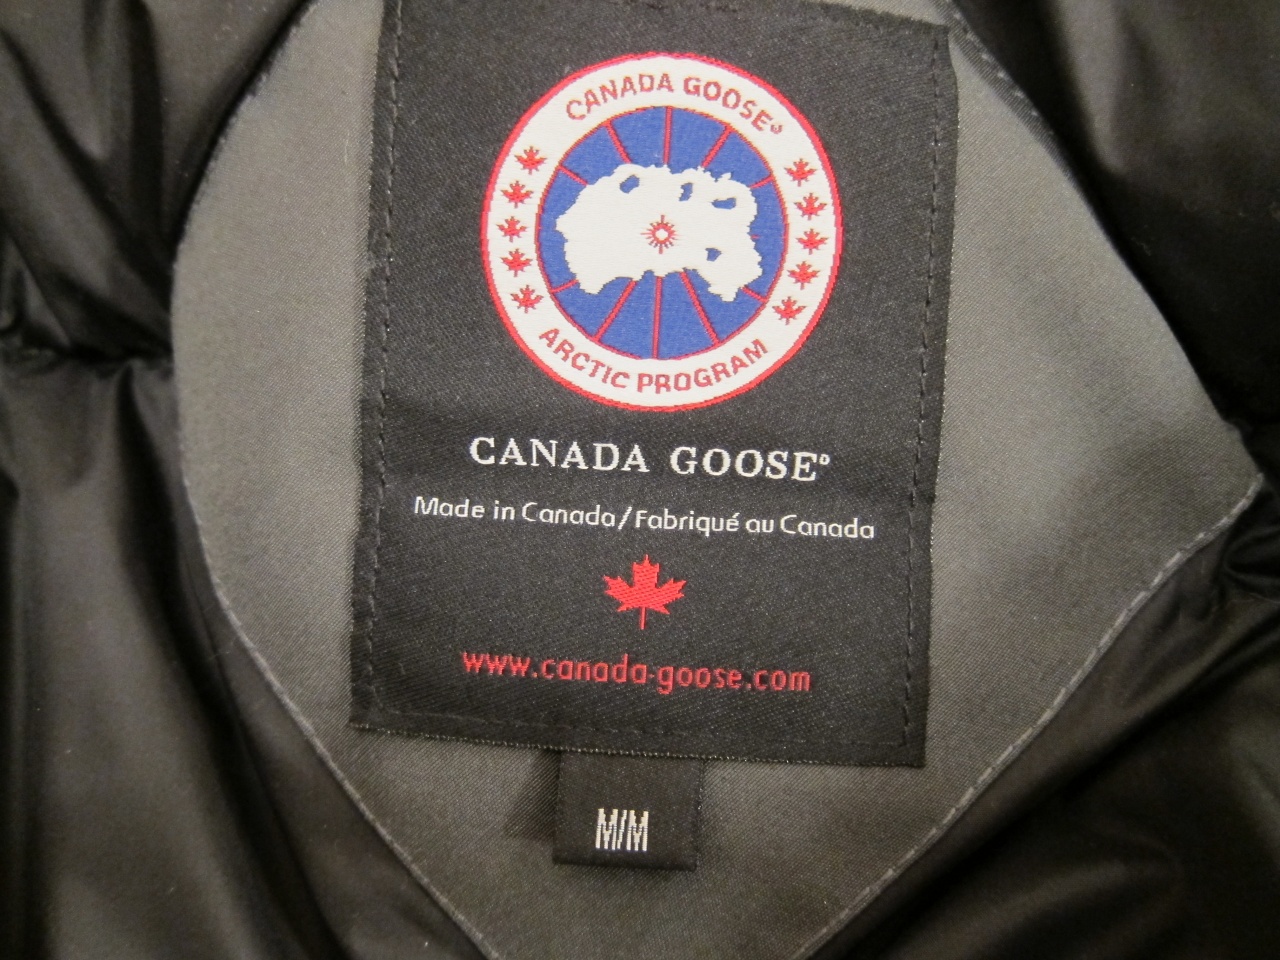 CANADA GOOSE®
ARCTIC PROGRAM
CANADA GOOSE®
Made in Canada/Fabriqué au Canada
www.canada-goose.com
M/M